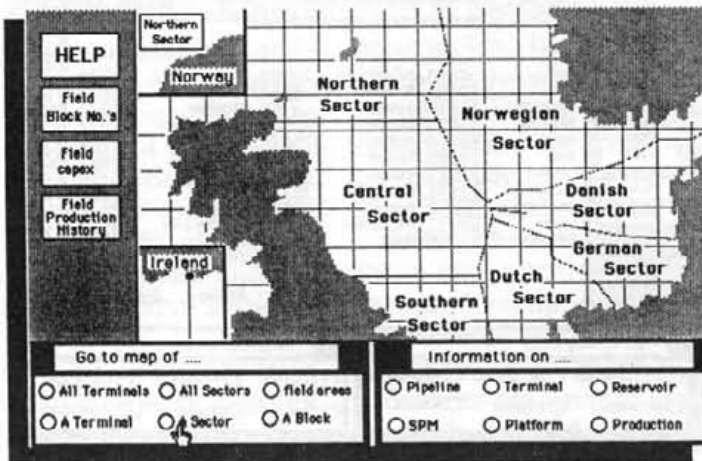 Northern
Sector
Norway
HELP
Field
Block No.'s
Field
capex
Field
Production
History
Ireland
Northern
Sector
Norwegian
Sector
Central
Sector
Danish
Sector
German
Sector
Dutch
Sector
Southern
Sector
Go to map of ....
All Terminals
All Sectors
field areas
A Terminal
A Sector
A Block
Information on ....
Pipeline
Terminal
Reservoir
SPM
Platform
Production